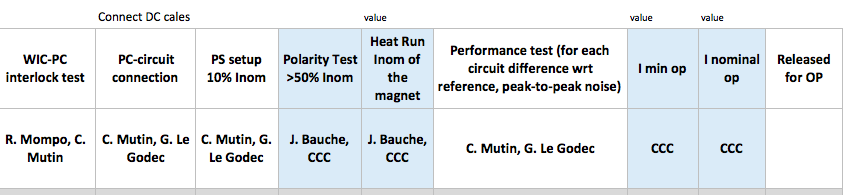 Connect DC cales value value value
WIC-PC interlock test
PC-circuit connection
PS setup 10% Inom
Polarity Test >50% Inom
Heat Run Inom of the magnet
Performance test (for each circuit difference wrt reference, peak-to-peak noise)
I min op
I nominal op
Released for OP
R. Mompo, C. Mutin
C. Mutin, G. Le Godec
C. Mutin, G. Le Godec
J. Bauche, CCC
J. Bauche, CCC
C. Mutin, G. Le Godec
CCC
CCC